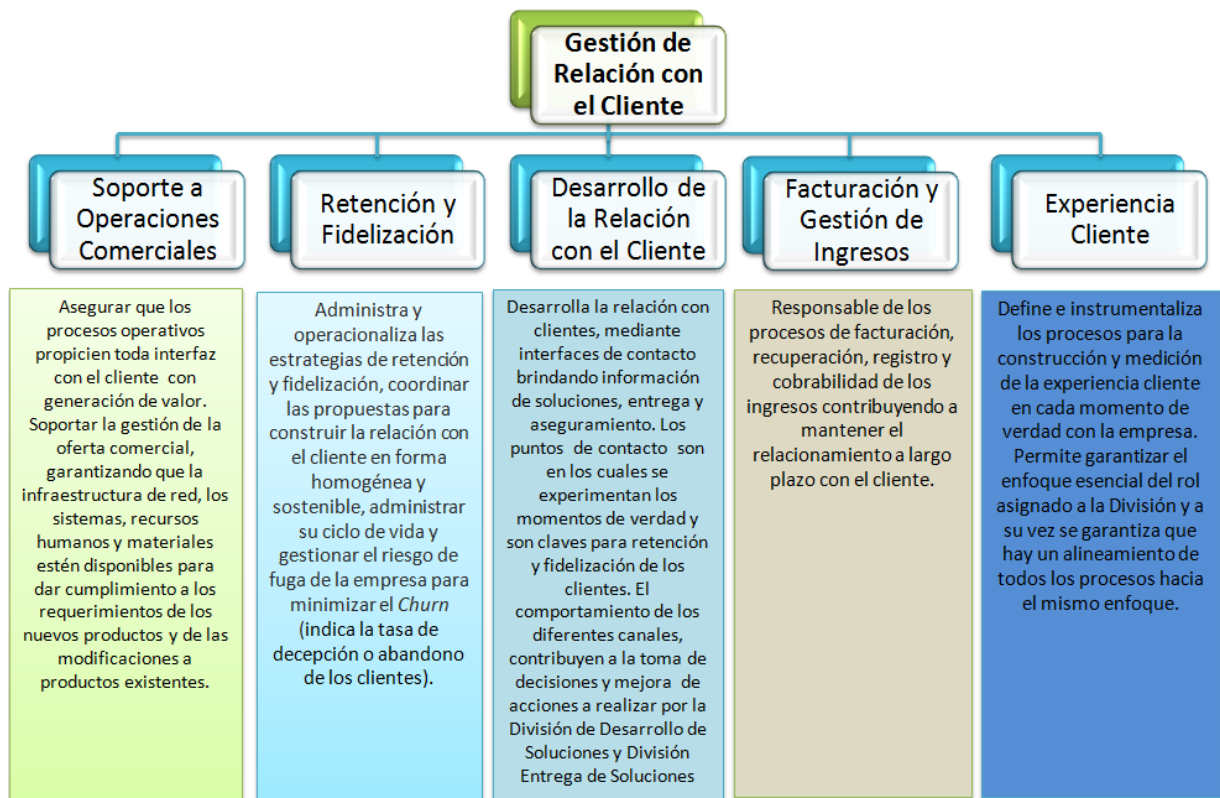 Gestión de
Relación con
el Cliente
Soporte a
Operaciones
Comerciales
Retención y
Fidelización
Desarrollo de
la Relación
con el Cliente
Facturación y
Gestión de
Ingresos
Experiencia
Cliente
Asegurar que los
procesos operativos
propicien toda interfaz
con el cliente con
generación de valor.
Soportar la gestión de la
oferta comercial,
garantizando que la
infraestructura de red, los
sistemas, recursos
humanos y materiales
estén disponibles para
dar cumplimiento a los
requerimientos de los
nuevos productos y de las
modificaciones a
productos existentes.
Administra y
operacionaliza las
estrategias de retención
y fidelización, coordinar
las propuestas para
construir la relación con
el cliente en forma
homogénea y
sostenible, administrar
su ciclo de vida y
gestionar el riesgo de
fuga de la empresa para
minimizar el Churn
(indica la tasa de
decepción o abandono
de los clientes).
Desarrolla la relación con
clientes, mediante
interfaces de contacto
brindando información
de soluciones, entrega y
aseguramiento. Los
puntos de contacto son
en los cuales se
experimentan los
momentos de verdad y
son claves para retención
y fidelización de los
clientes. El
comportamiento de los
diferentes canales,
contribuyen a la toma de
decisiones y mejora de
acciones a realizar por la
División de Desarrollo de
Soluciones y División
Entrega de Soluciones
Responsable de los
procesos de facturación,
recuperación, registro y
cobrabilidad de los
ingresos contribuyendo a
mantener el
relacionamiento a largo
plazo con el cliente.
Define e instrumentaliza
los procesos para la
construcción y medición
de la experiencia cliente
en cada momento de
verdad con la empresa.
Permite garantizar el
enfoque esencial del rol
asignado a la División y a
su vez se garantiza que
hay un alineamiento de
todos los procesos hacia
el mismo enfoque.